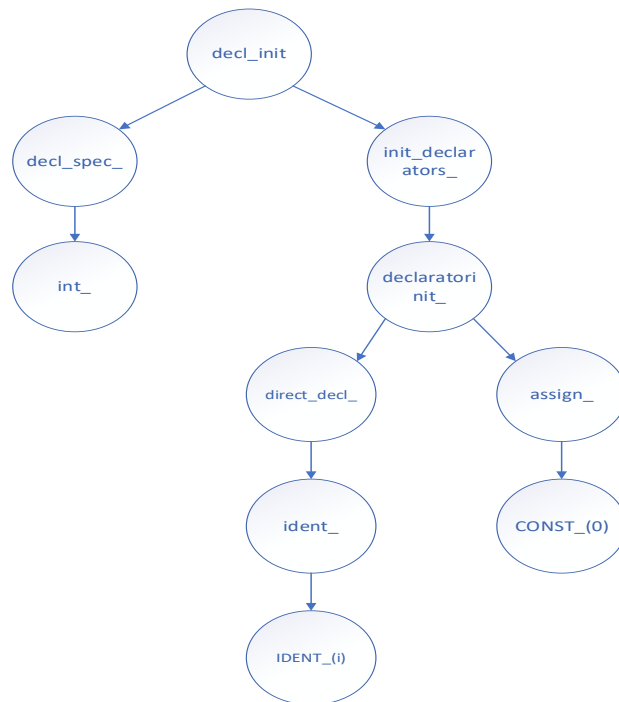 decl_init
decl_spec_
init_declar
ators_
int_
declaratori
nit_
direct_decl_
assign_
ident_
CONST_(0)
IDENT_(i)